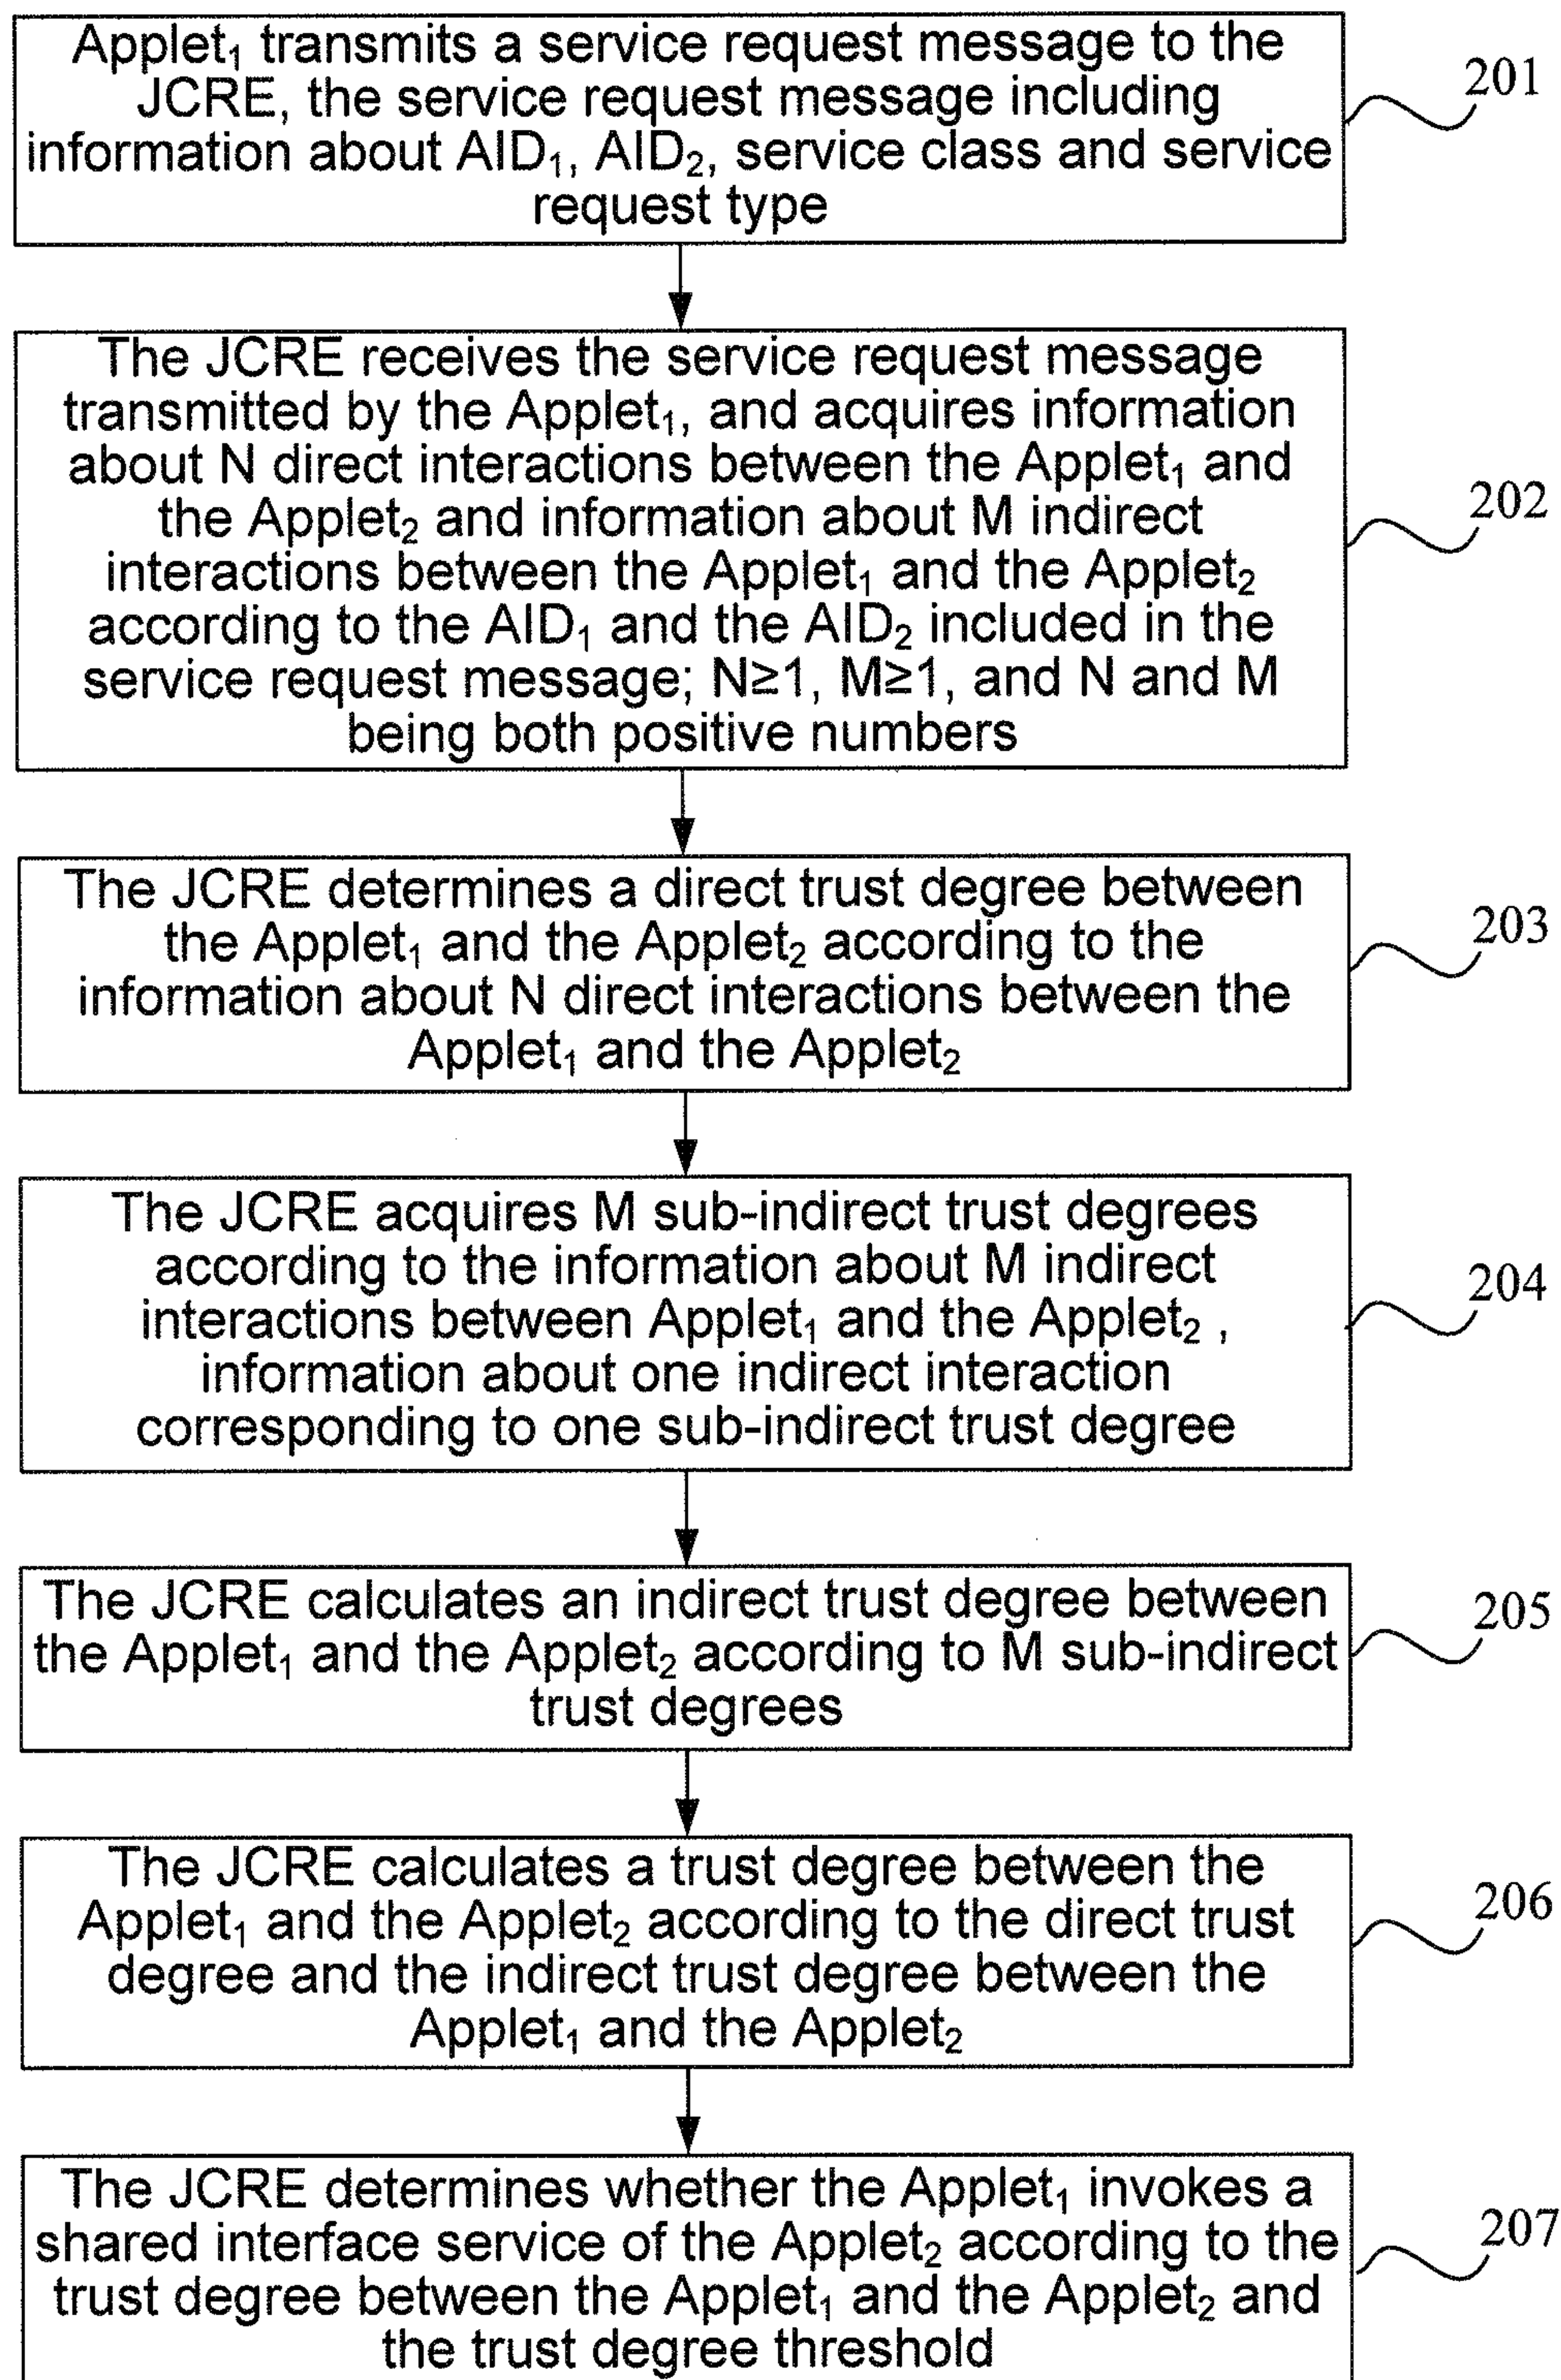 Applet₁ transmits a service request message to the
JCRE, the service request message including
information about AID₁, AID₂, service class and service
request type
201
The JCRE receives the service request message
transmitted by the Applet₁, and acquires information
about N direct interactions between the Applet₁ and
the Applet₂ and information about M indirect
interactions between the Applet₁ and the Applet₂
according to the AID₁ and the AID₂ included in the
service request message; N≥1, M≥1, and N and M
being both positive numbers
202
The JCRE determines a direct trust degree between
the Applet₁ and the Applet₂ according to the
information about N direct interactions between the
Applet₁ and the Applet₂
203
The JCRE acquires M sub-indirect trust degrees
according to the information about M indirect
interactions between Applet₁ and the Applet₂ ,
information about one indirect interaction
corresponding to one sub-indirect trust degree
204
The JCRE calculates an indirect trust degree between
the Applet₁ and the Applet₂ according to M sub-indirect
trust degrees
205
The JCRE calculates a trust degree between the
Applet₁ and the Applet₂ according to the direct trust
degree and the indirect trust degree between the
Applet₁ and the Applet₂
206
The JCRE determines whether the Applet₁ invokes a
shared interface service of the Applet₂ according to the
trust degree between the Applet₁ and the Applet₂ and
the trust degree threshold
207